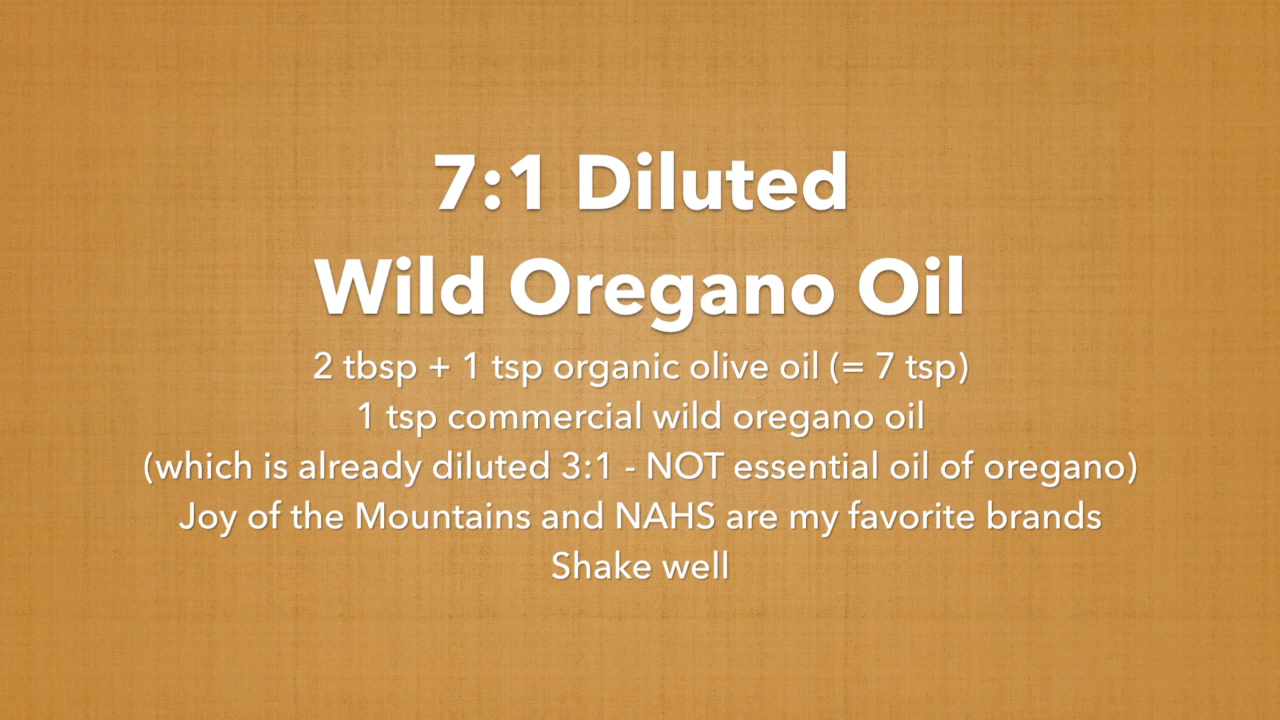 7:1 Diluted
Wild Oregano Oil
2 tbsp + 1 tsp organic olive oil (= 7 tsp)
1 tsp commercial wild oregano oil
(which is already diluted 3:1 - NOT essential oil of oregano)
Joy of the Mountains and NAHS are my favorite brands
Shake well